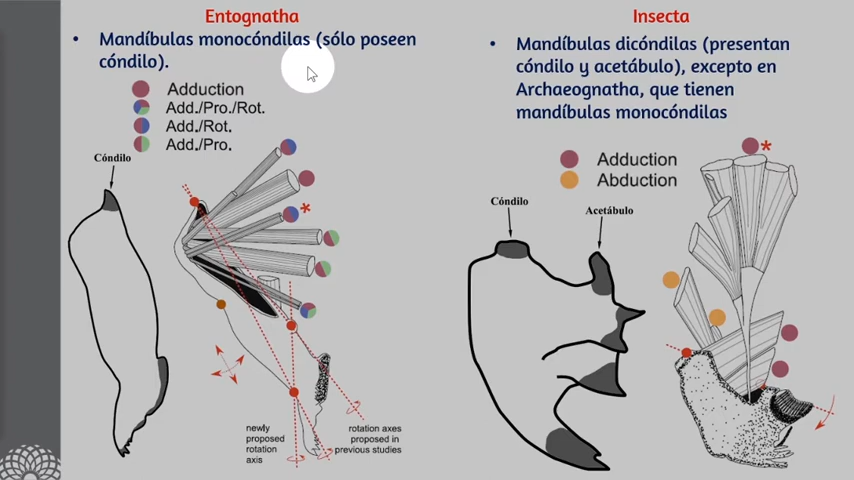 Entognatha
• Mandíbulas monocóndilas (sólo poseen
cóndilo).
Adduction
Add./Pro./Rot.
Add./Rot.
Add./Pro.
Cóndilo
*
newly
proposed
rotation
axis
rotation axes
proposed in
previous studies
Insecta
• Mandíbulas dicóndilas (presentan
cóndilo y acetábulo), excepto en
Archaeognatha, que tienen
mandíbulas monocóndilas
*
Adduction
Abduction
Cóndilo
Acetábulo